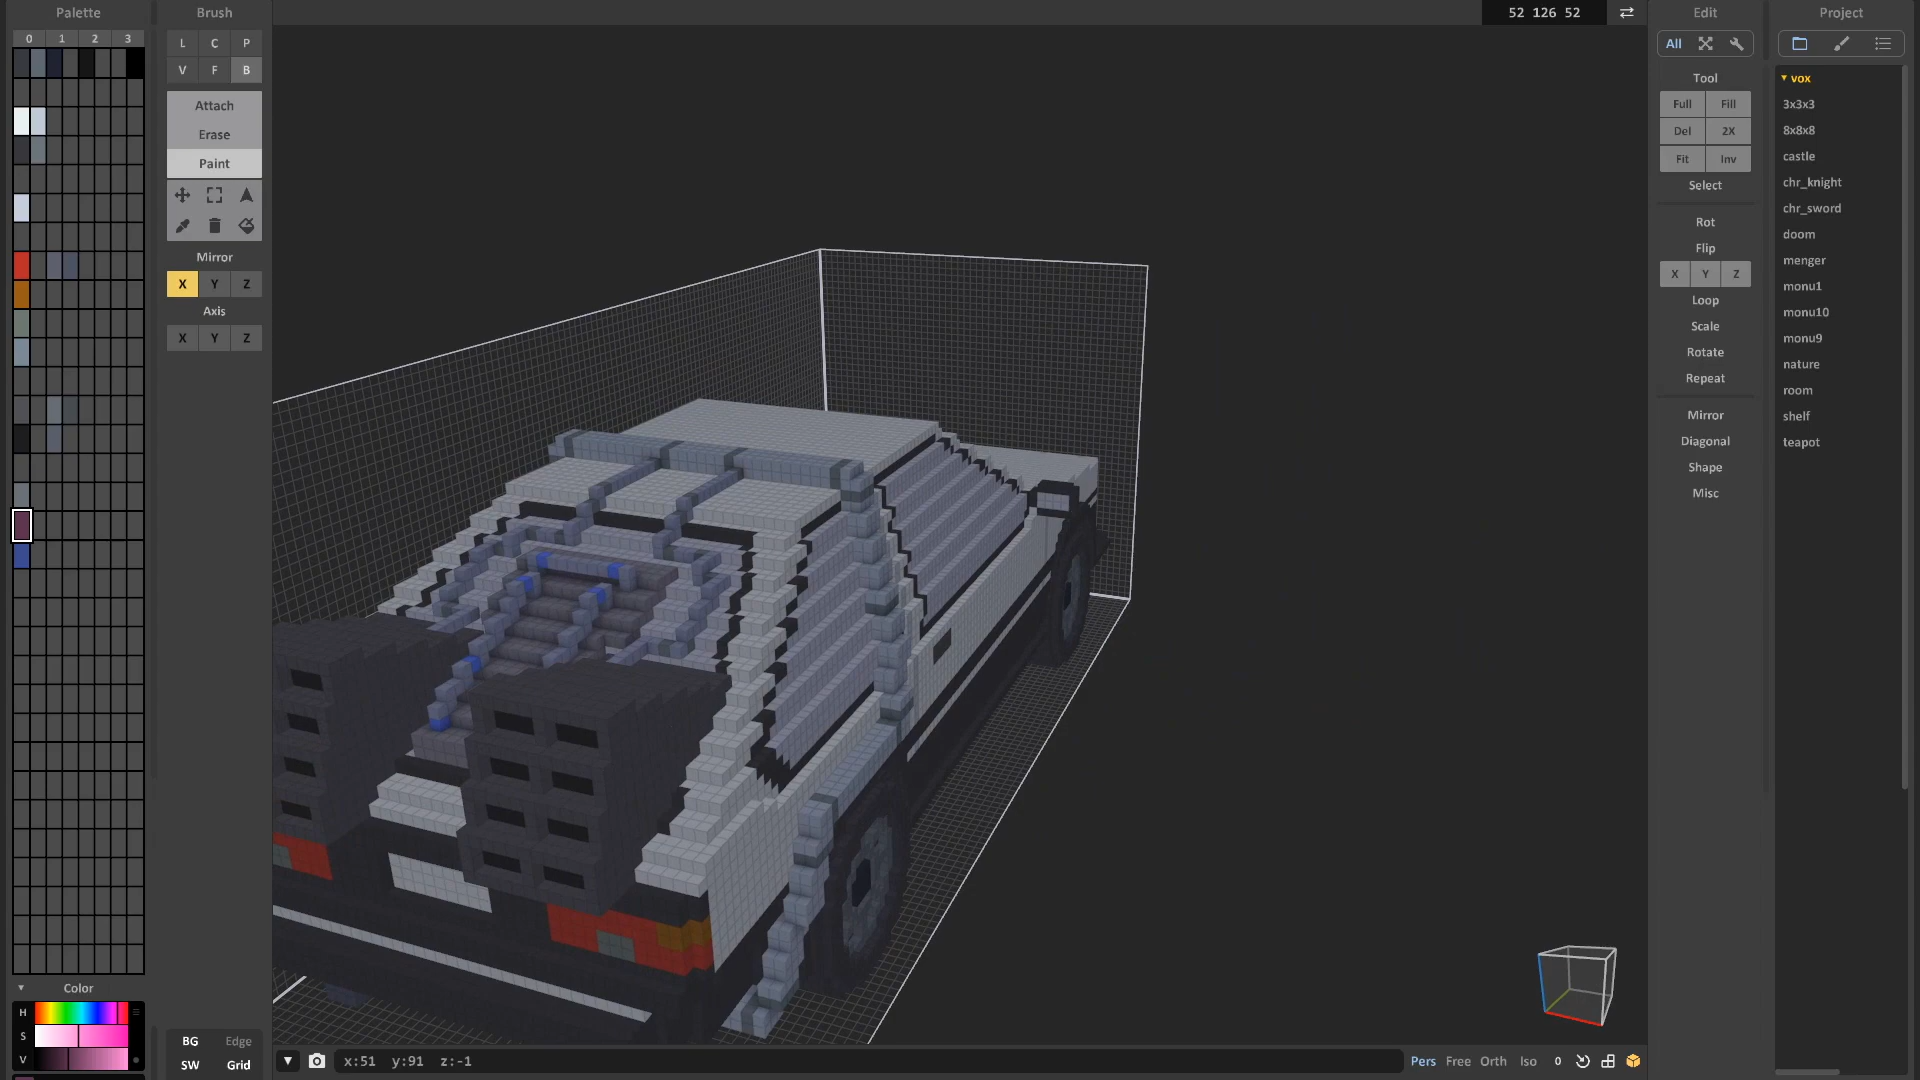 Palette
0 1 2 3
Color
H
S
V
Brush
L C P
V F B
Attach
Erase
Paint
Mirror
X Y Z
Axis
X Y Z
BG Edge
SW Grid
52 126 52
x:51 y:91 z:-1
Pers Free Orth Iso 0
Edit
All
Tool
Full Fill
Del 2X
Fit Inv
Select
Rot
Flip
X Y Z
Loop
Scale
Rotate
Repeat
Mirror
Diagonal
Shape
Misc
Project
vox
3x3x3
8x8x8
castle
chr_knight
chr_sword
doom
menger
monu1
monu10
monu9
nature
room
shelf
teapot